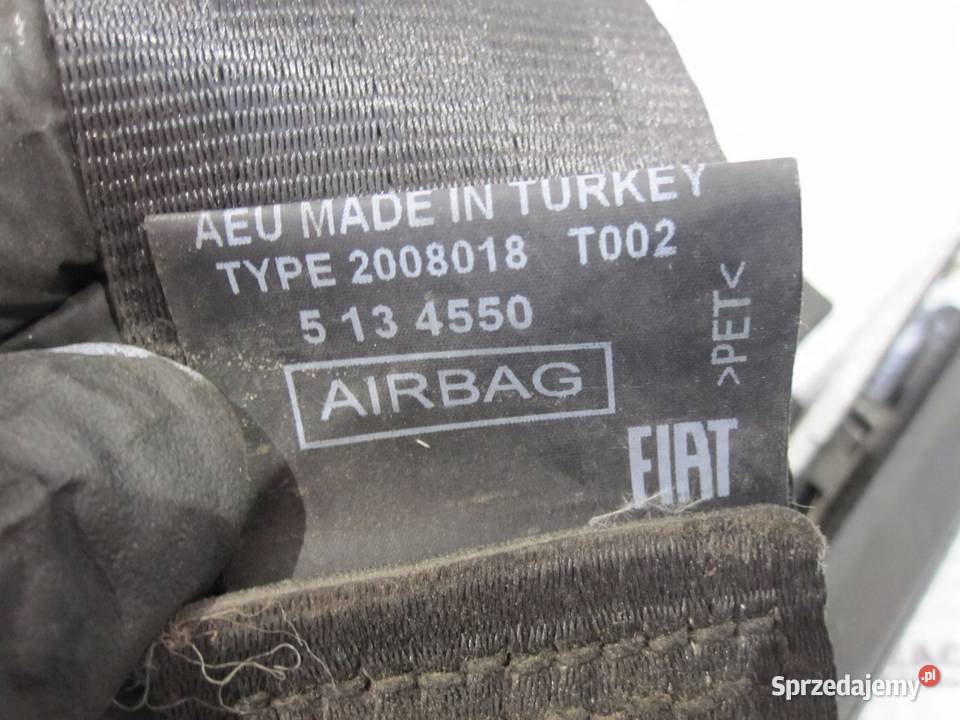 AEU MADE IN TURKEY
TYPE 2008018 T002
5 13 4550
AIRBAG
>PET<
FIAT
Sprzedajemy.pl